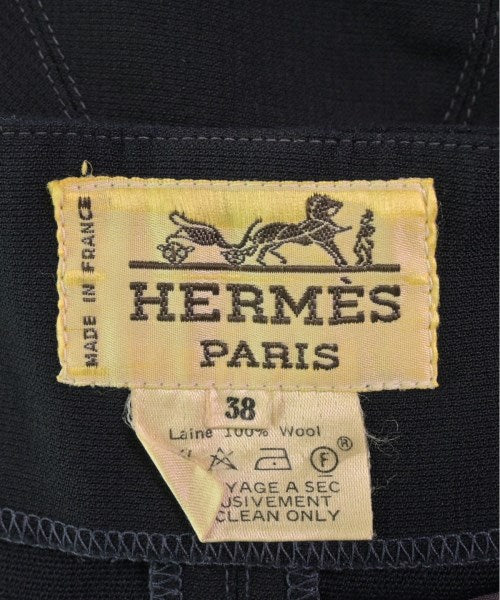 MADE IN FRANCE
HERMÈS
PARIS
38
Laine 100% Wool
F ®
YAGE A SEC
USIVEMENT
CLEAN ONLY